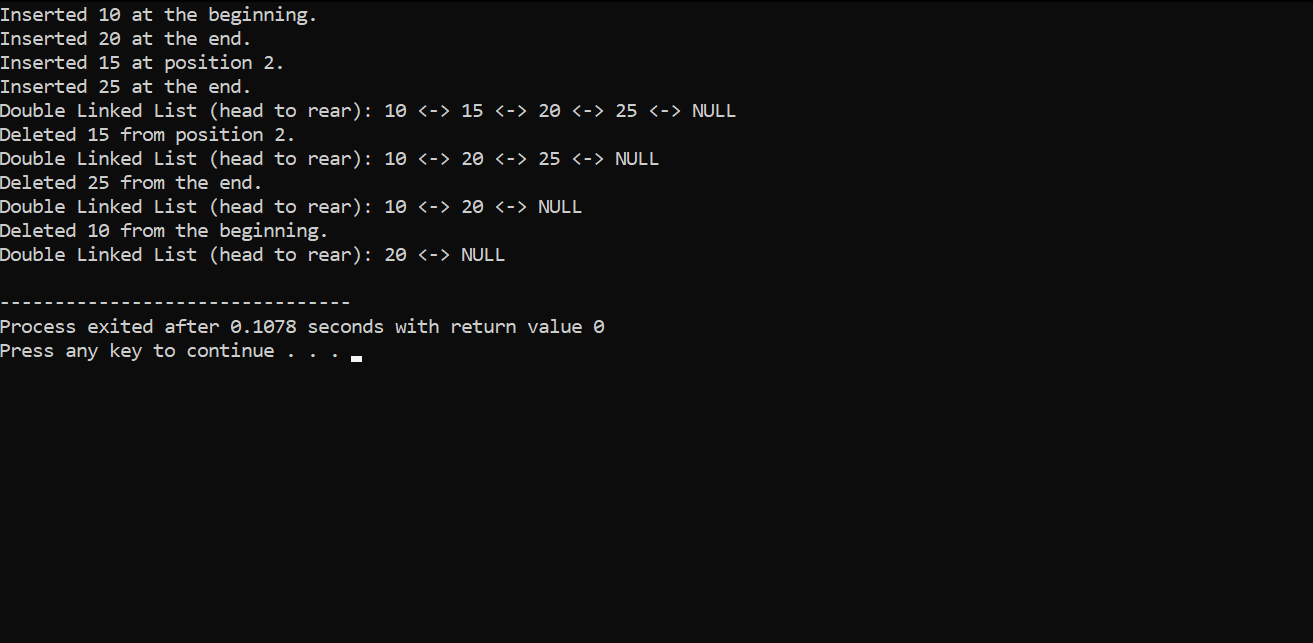 Inserted 10 at the beginning.
Inserted 20 at the end.
Inserted 15 at position 2.
Inserted 25 at the end.
Double Linked List (head to rear): 10 <-> 15 <-> 20 <-> 25 <-> NULL
Deleted 15 from position 2.
Double Linked List (head to rear): 10 <-> 20 <-> 25 <-> NULL
Deleted 25 from the end.
Double Linked List (head to rear): 10 <-> 20 <-> NULL
Deleted 10 from the beginning.
Double Linked List (head to rear): 20 <-> NULL
--------------------------------
Process exited after 0.1078 seconds with return value 0
Press any key to continue . . .